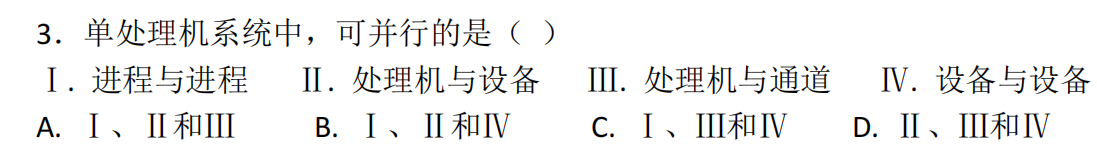 3. 单处理机系统中，可并行的是（ ）
Ⅰ. 进程与进程 Ⅱ. 处理机与设备 Ⅲ. 处理机与通道 Ⅳ. 设备与设备
A. Ⅰ、Ⅱ和Ⅲ B. Ⅰ、Ⅱ和Ⅳ C. Ⅰ、Ⅲ和Ⅳ D. Ⅱ、Ⅲ和Ⅳ